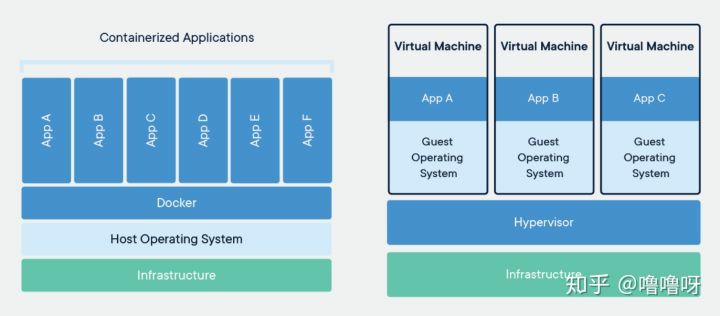 Containerized Applications
App A
App B
App C
App D
App E
App F
Docker
Host Operating System
Infrastructure
Virtual Machine
Virtual Machine
Virtual Machine
App A
App B
App C
Guest
Operating
System
Guest
Operating
System
Guest
Operating
System
Hypervisor
Infrastructure
知乎 @噜噜呀